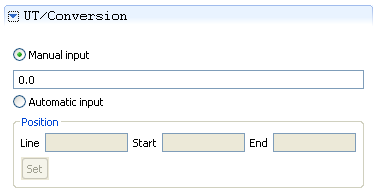 UT/Conversion
Manual input
0.0
Automatic input
Position
Line Start End
Set